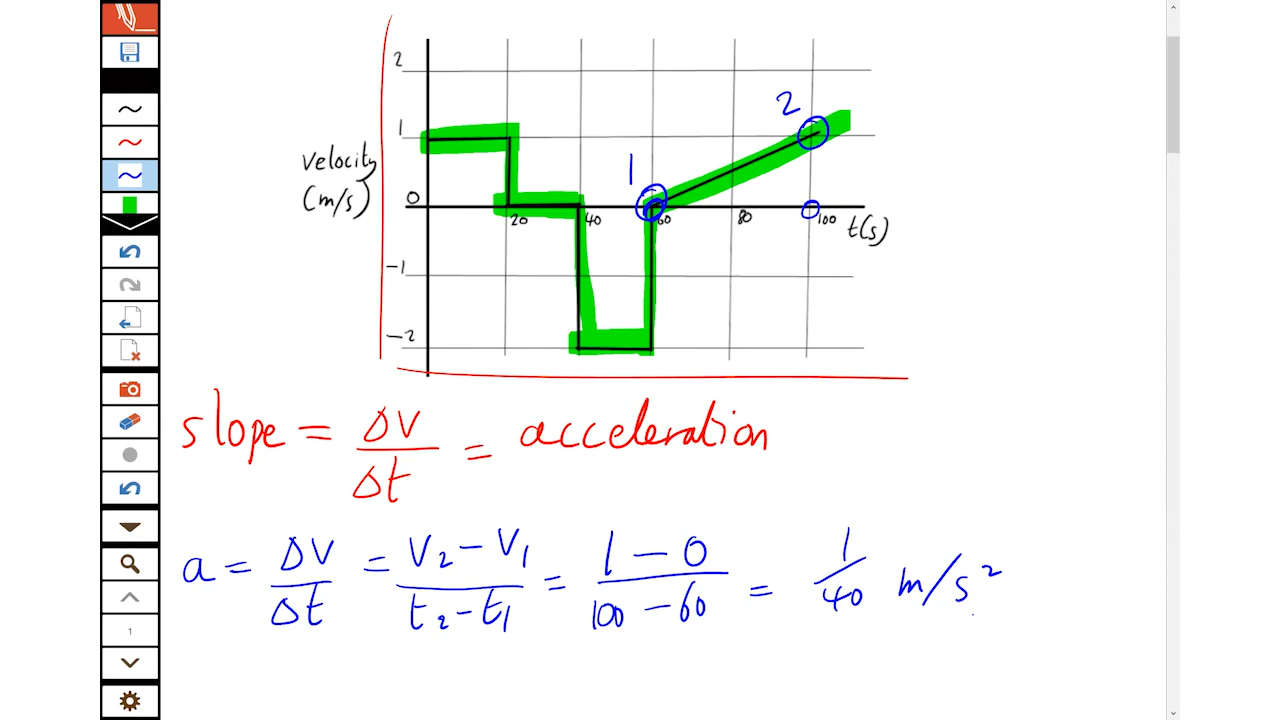 2
1
0
-1
-2
velocity
(m/s)
20
40
60
80
100
t(s)
1
2
slope = Δv/Δt = acceleration
a = Δv/Δt = v₂ - v₁/t₂ - t₁ = 1 - 0/100 - 60 = 1/40 m/s²
1